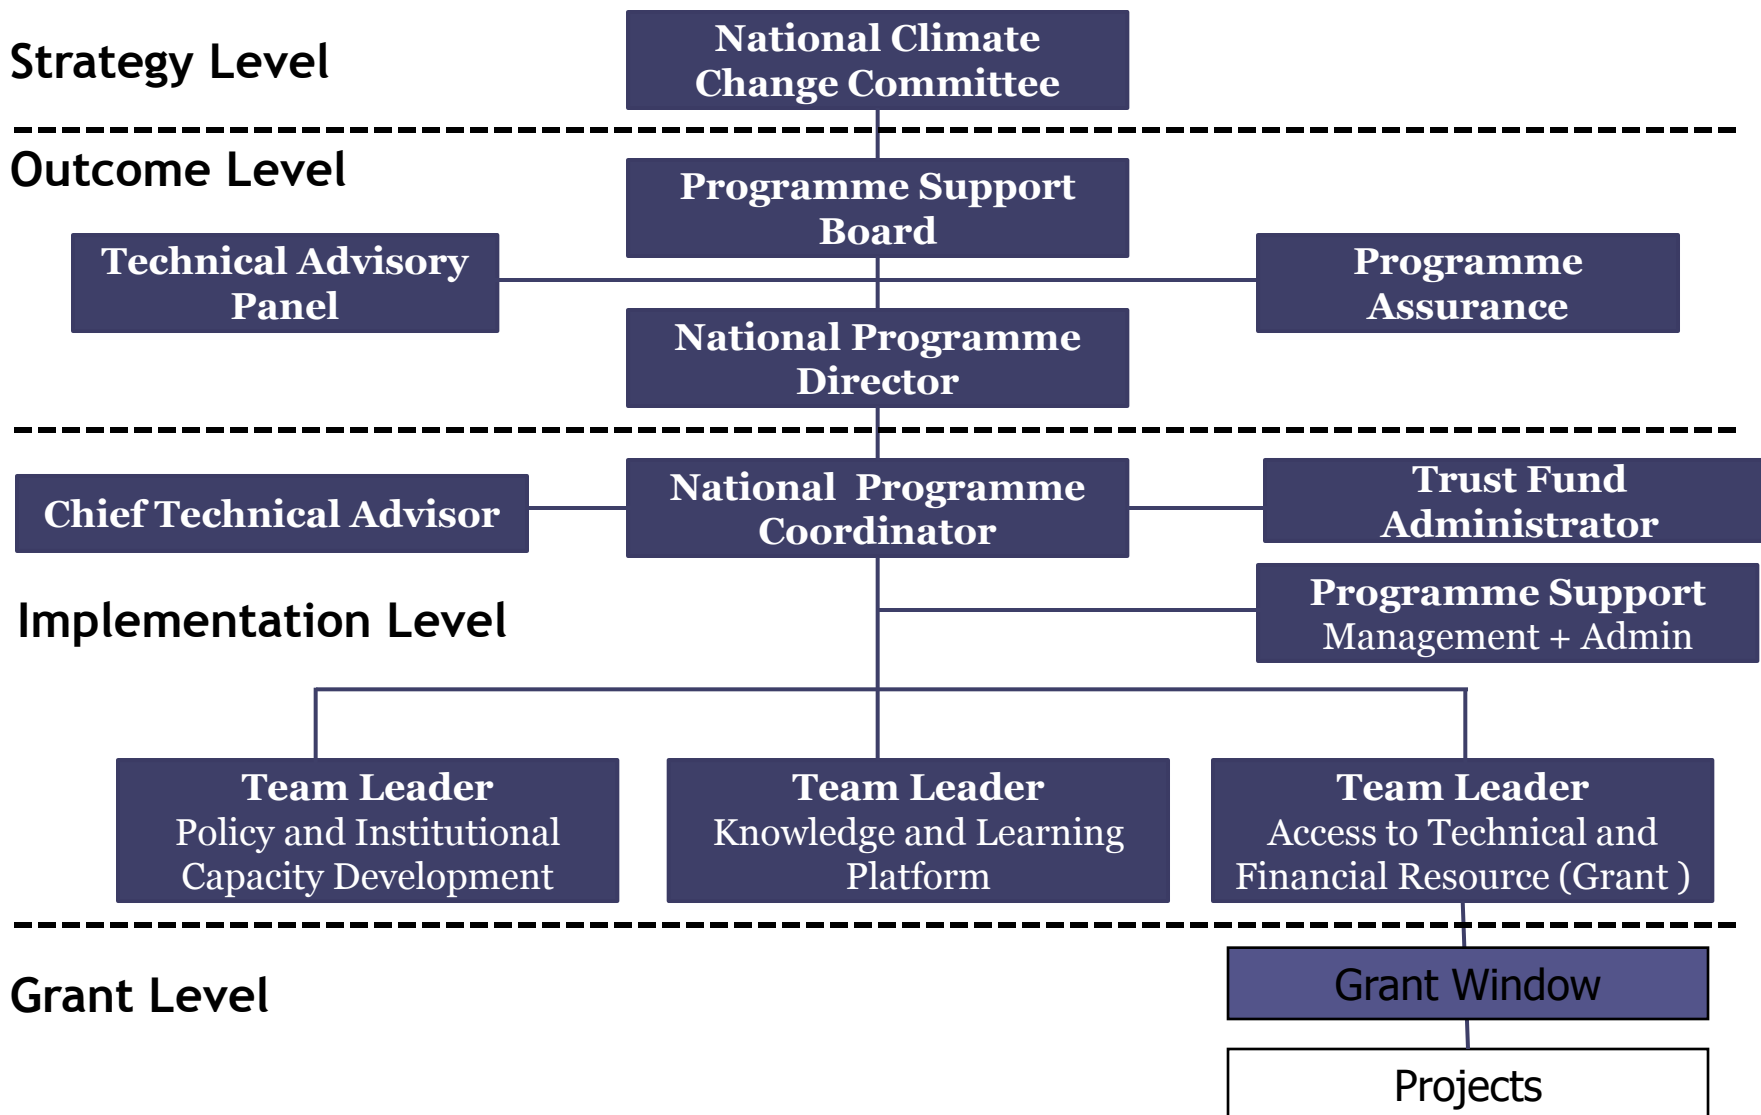 Strategy Level
National Climate
Change Committee
Outcome Level
Programme Support
Board
Technical Advisory
Panel
Programme
Assurance
National Programme
Director
Chief Technical Advisor
National  Programme
Coordinator
Trust Fund
Administrator
Implementation Level
Programme Support
Management + Admin
Team Leader
Policy and Institutional
Capacity Development
Team Leader
Knowledge and Learning
Platform
Team Leader
Access to Technical and
Financial Resource (Grant )
Grant Level
Grant Window
Projects